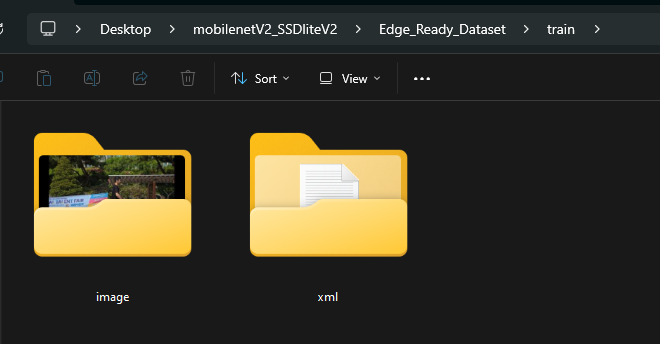 Desktop > mobilenetV2_SSDliteV2 > Edge_Ready_Dataset > train >
Sort View ...
image xml